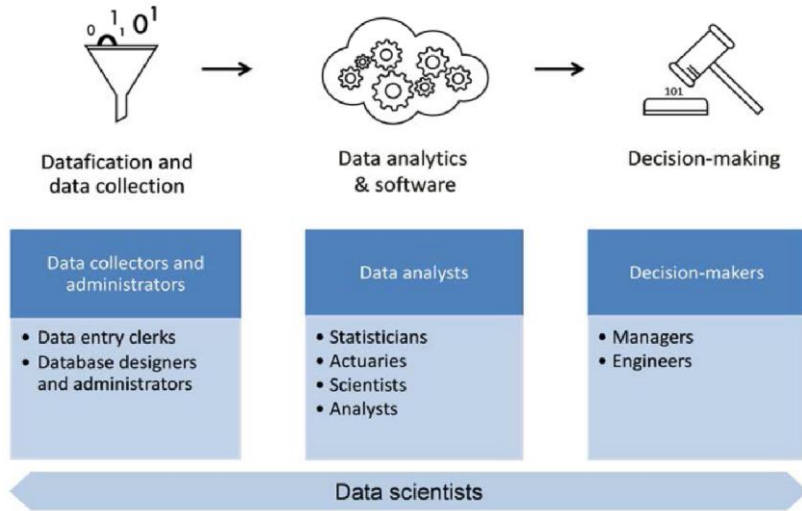 0 1 1 0 1
Datafication and
data collection
Data analytics
& software
101
Decision-making
Data collectors and
administrators
• Data entry clerks
• Database designers
and administrators
Data analysts
• Statisticians
• Actuaries
• Scientists
• Analysts
Decision-makers
• Managers
• Engineers
Data scientists